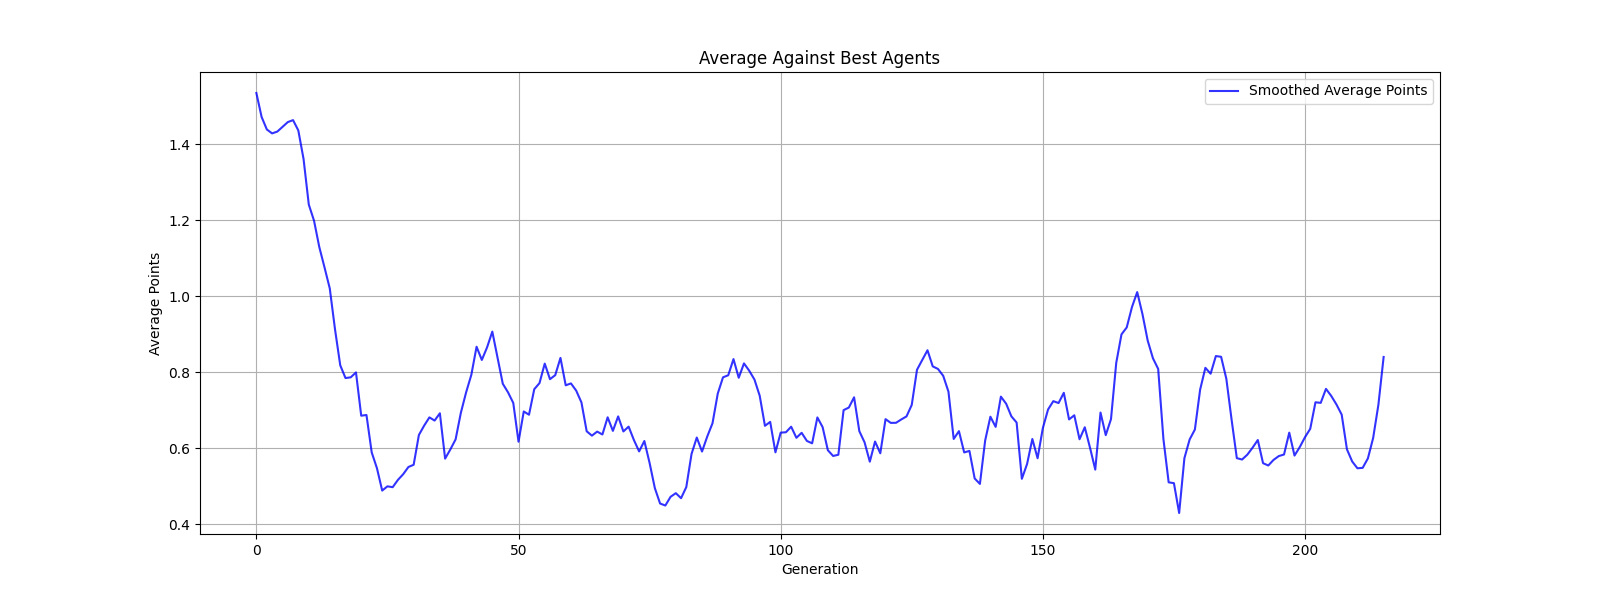 Average Against Best Agents
Smoothed Average Points
Average Points
1.4
1.2
1.0
0.8
0.6
0.4
0
50
100
150
200
Generation